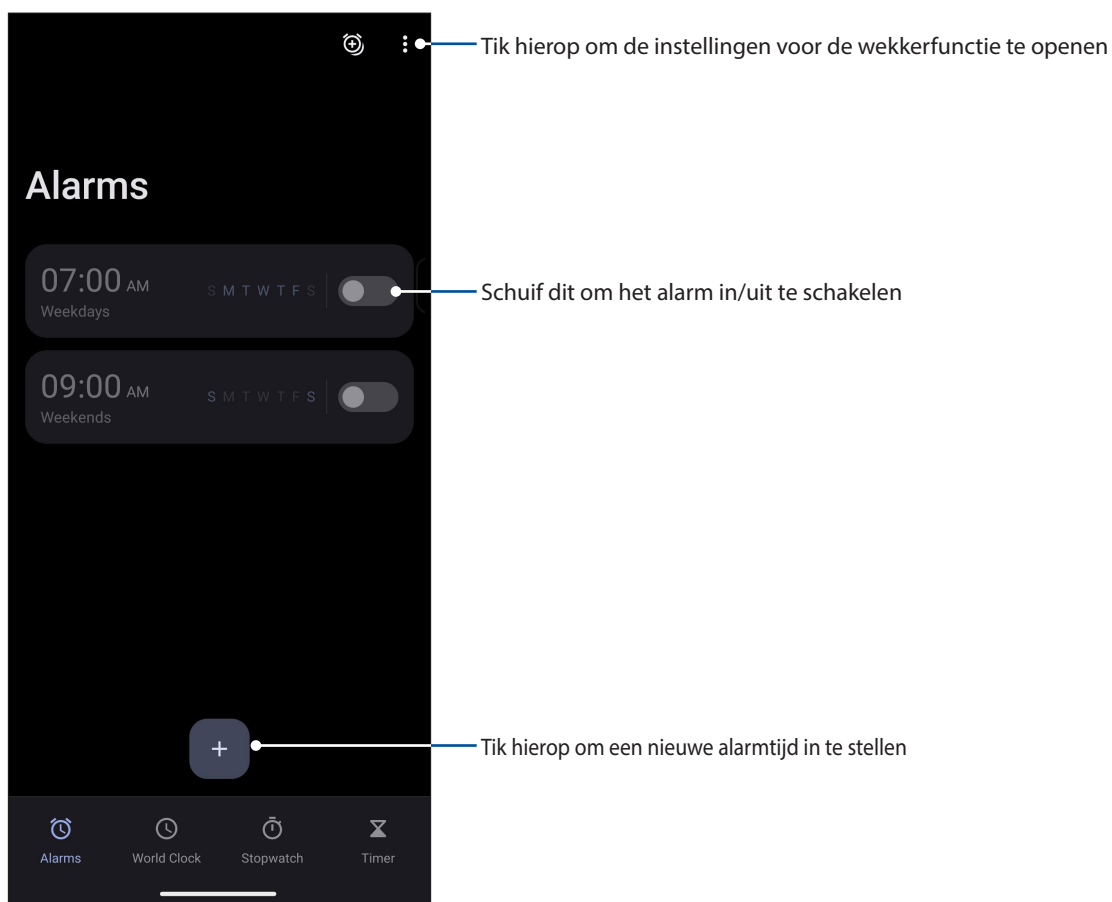 Tik hierop om de instellingen voor de wekkerfunctie te openen
Alarms
07:00 AM
S M T W T F S
Weekdays
Schuif dit om het alarm in/uit te schakelen
09:00 AM
S M T W T F S
Weekends
+
Tik hierop om een nieuwe alarmtijd in te stellen
Alarms World Clock Stopwatch Timer